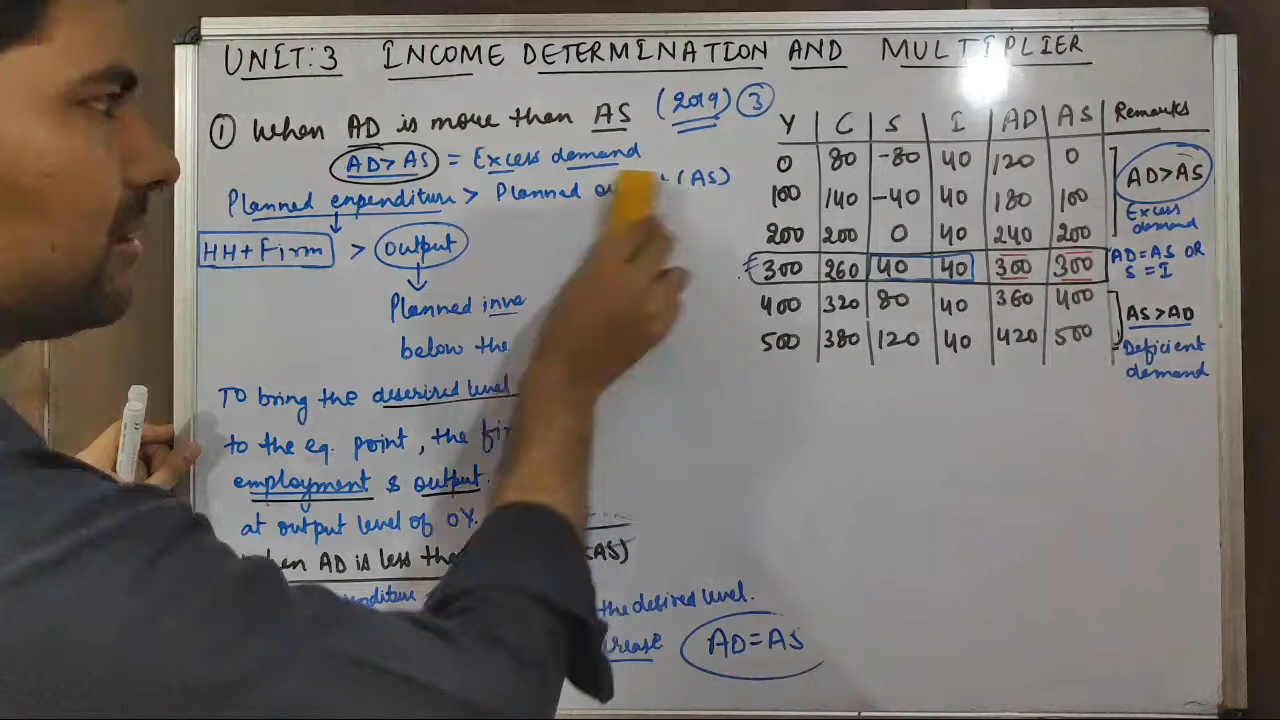 UNIT:3 INCOME DETERMINATION AND MULTIPLIER
① When AD is more than AS (2019) ③
AD>AS = Excess demand
Planned expenditure > Planned (AS)
HH+Firm > output
Planned inve
below the
To bring the desirired level
to the eq. point, the
employment & output.
at output level of OY.
AD is less AS)
the desired level.
AD=AS
Y C S I AD AS Remarks
0 80 -80 40 120 0
100 140 -40 40 180 100
200 200 0 40 240 200
300 260 40 40 300 300
400 320 80 40 360 400
500 380 120 40 420 500
AD>AS
Excess
demand
AD=AS OR
S=I
AS>AD
Deficient
demand